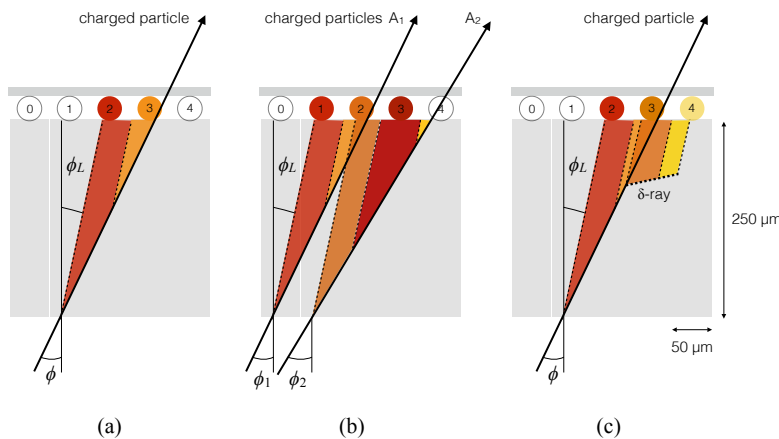 charged particle
0 1 2 3 4
ϕL
ϕ
(a)
charged particles A1 A2
0 1 2 3 4
ϕL
ϕ1 ϕ2
(b)
charged particle
0 1 2 3 4
ϕL
δ-ray
250 µm
50 µm
ϕ
(c)